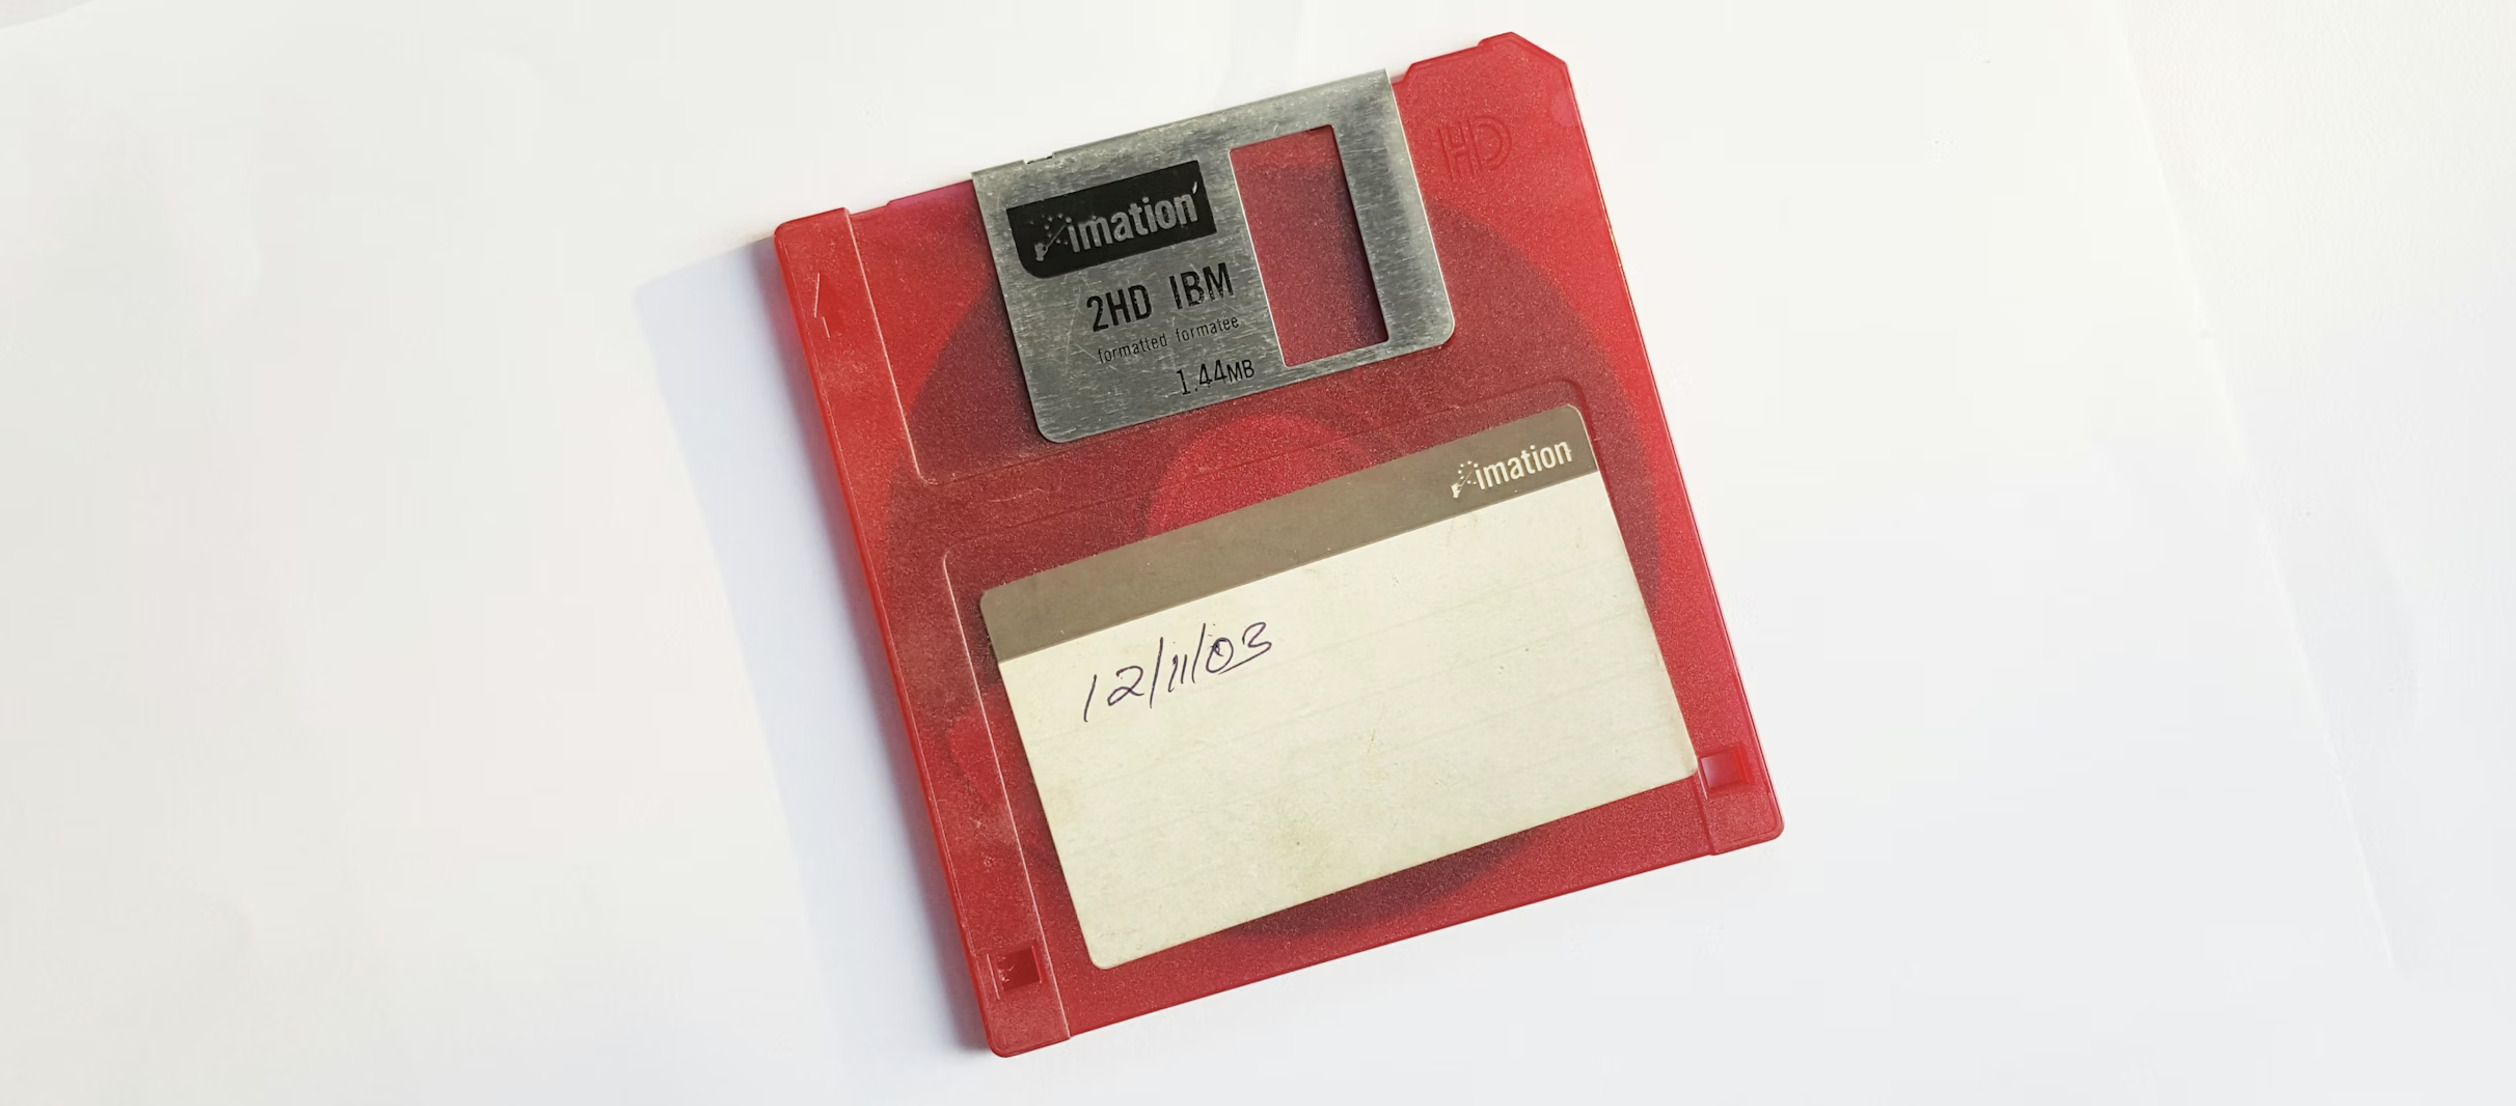 HD
imation
2HD IBM
formatted formatee
1.44MB
imation
12/11/03